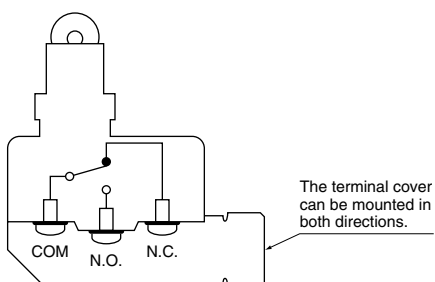 The terminal cover
can be mounted in
both directions.
COM
N.O.
N.C.